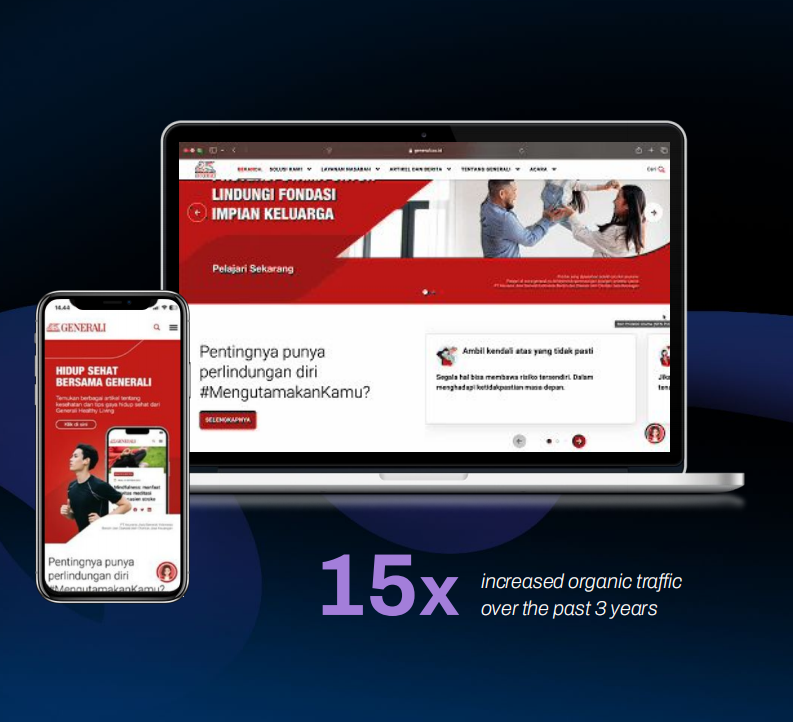 generali.co.id
BERANDA SOLUSI KAMI LAYANAN NASABAH ARTIKEL DAN BERITA TENTANG GENERALI ACARA Cari
LINDUNGI FONDASI
IMPIAN KELUARGA
Pelajari Sekarang
Pentingnya punya
perlindungan diri
#MengutamakanKamu?
SELENGKAPNYA
Ambil kendali atas yang tidak pasti
Segala hal bisa membawa risiko tersendiri. Dalam
menghadapi ketidakpastian masa depan.
14.44
GENERALI
HIDUP SEHAT
BERSAMA GENERALI
Temukan berbagai artikel tentang
kesehatan dan tips gaya hidup sehat dari
Generali Healthy Living
Klik di sini
GENERALI
Mindfulness: manfaat
Pentingnya punya
perlindungan diri
#MengutamakanKamu?
15x
increased organic traffic
over the past 3 years